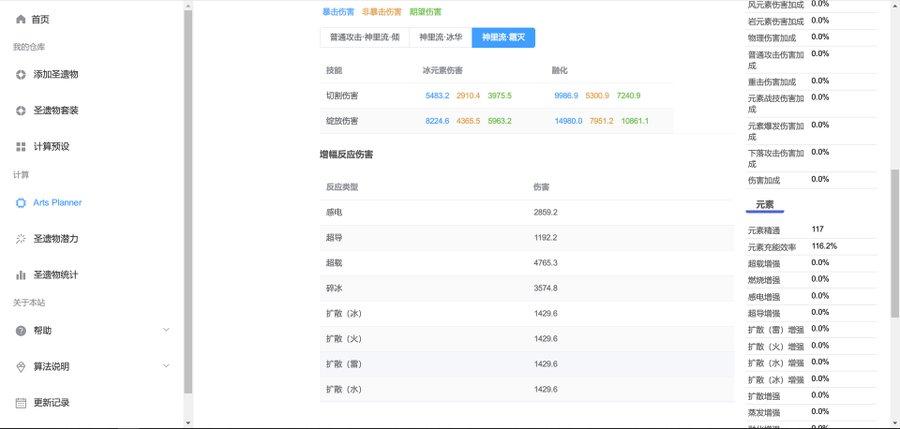 首页
我的仓库
添加圣遗物
圣遗物套装
计算预设
计算
Arts Planner
圣遗物潜力
圣遗物统计
关于本站
帮助
算法说明
更新记录
暴击伤害 非暴击伤害 期望伤害
普通攻击·神里流·倾 神里流·冰华 神里流·霜灭
技能 冰元素伤害 融化
切割伤害 5483.2 2910.4 3975.5 9986.9 5300.9 7240.9
绽放伤害 8224.6 4365.5 5963.2 14980.0 7951.2 10861.1
增幅反应伤害
反应类型 伤害
感电 2859.2
超导 1192.2
超载 4765.3
碎冰 3574.8
扩散（冰） 1429.6
扩散（火） 1429.6
扩散（雷） 1429.6
扩散（水） 1429.6
风元素伤害加成 0.0%
岩元素伤害加成 0.0%
物理伤害加成 0.0%
普通攻击伤害加 0.0%
成
重击伤害加成 0.0%
元素战技伤害加 0.0%
成
元素爆发伤害加 0.0%
成
下落攻击伤害加 0.0%
成
伤害加成 0.0%
元素
元素精通 117
元素充能效率 116.2%
超载增强 0.0%
燃烧增强 0.0%
感电增强 0.0%
超导增强 0.0%
扩散（雷）增强 0.0%
扩散（火）增强 0.0%
扩散（水）增强 0.0%
扩散（冰）增强 0.0%
扩散增强 0.0%
蒸发增强 0.0%
融化增强 0.0%